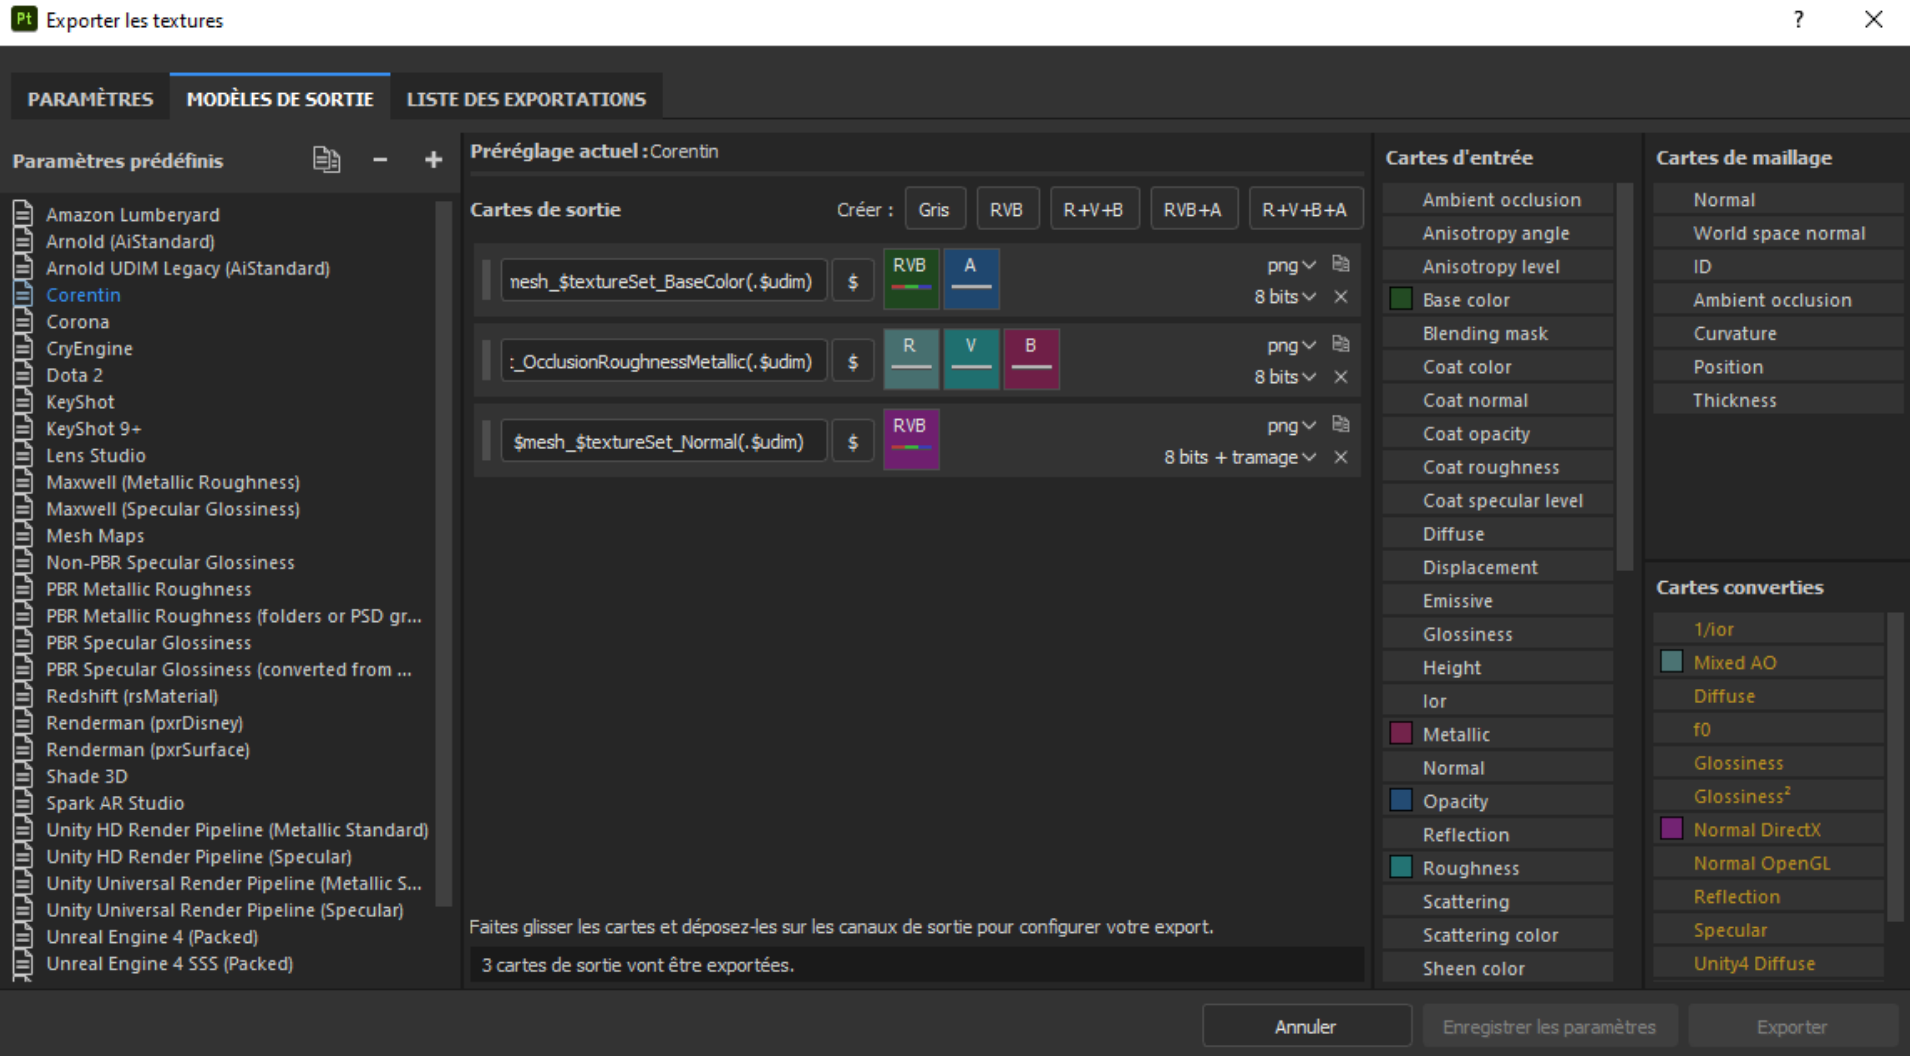 Pt Exporter les textures ? ×
PARAMÈTRES MODÈLES DE SORTIE LISTE DES EXPORTATIONS
Paramètres prédéfinis − +
Amazon Lumberyard
Arnold (AiStandard)
Arnold UDIM Legacy (AiStandard)
Corentin
Corona
CryEngine
Dota 2
KeyShot
KeyShot 9+
Lens Studio
Maxwell (Metallic Roughness)
Maxwell (Specular Glossiness)
Mesh Maps
Non-PBR Specular Glossiness
PBR Metallic Roughness
PBR Metallic Roughness (folders or PSD gr...
PBR Specular Glossiness
PBR Specular Glossiness (converted from ...
Redshift (rsMaterial)
Renderman (pxrDisney)
Renderman (pxrSurface)
Shade 3D
Spark AR Studio
Unity HD Render Pipeline (Metallic Standard)
Unity HD Render Pipeline (Specular)
Unity Universal Render Pipeline (Metallic S...
Unity Universal Render Pipeline (Specular)
Unreal Engine 4 (Packed)
Unreal Engine 4 SSS (Packed)
Préréglage actuel : Corentin
Cartes de sortie Créer : Gris RVB R+V+B RVB+A R+V+B+A
mesh_$textureSet_BaseColor(.$udim) $ RVB A png
8 bits
:_OcclusionRoughnessMetallic(.$udim) $ R V B png
8 bits
$mesh_$textureSet_Normal(.$udim) $ RVB png
8 bits + tramage
Faites glisser les cartes et déposez-les sur les canaux de sortie pour configurer votre export.
3 cartes de sortie vont être exportées.
Cartes d'entrée
Ambient occlusion
Anisotropy angle
Anisotropy level
Base color
Blending mask
Coat color
Coat normal
Coat opacity
Coat roughness
Coat specular level
Diffuse
Displacement
Emissive
Glossiness
Height
Ior
Metallic
Normal
Opacity
Reflection
Roughness
Scattering
Scattering color
Sheen color
Cartes de maillage
Normal
World space normal
ID
Ambient occlusion
Curvature
Position
Thickness
Cartes converties
1/ior
Mixed AO
Diffuse
f0
Glossiness
Glossiness²
Normal DirectX
Normal OpenGL
Reflection
Specular
Unity4 Diffuse
Annuler Enregistrer les paramètres Exporter